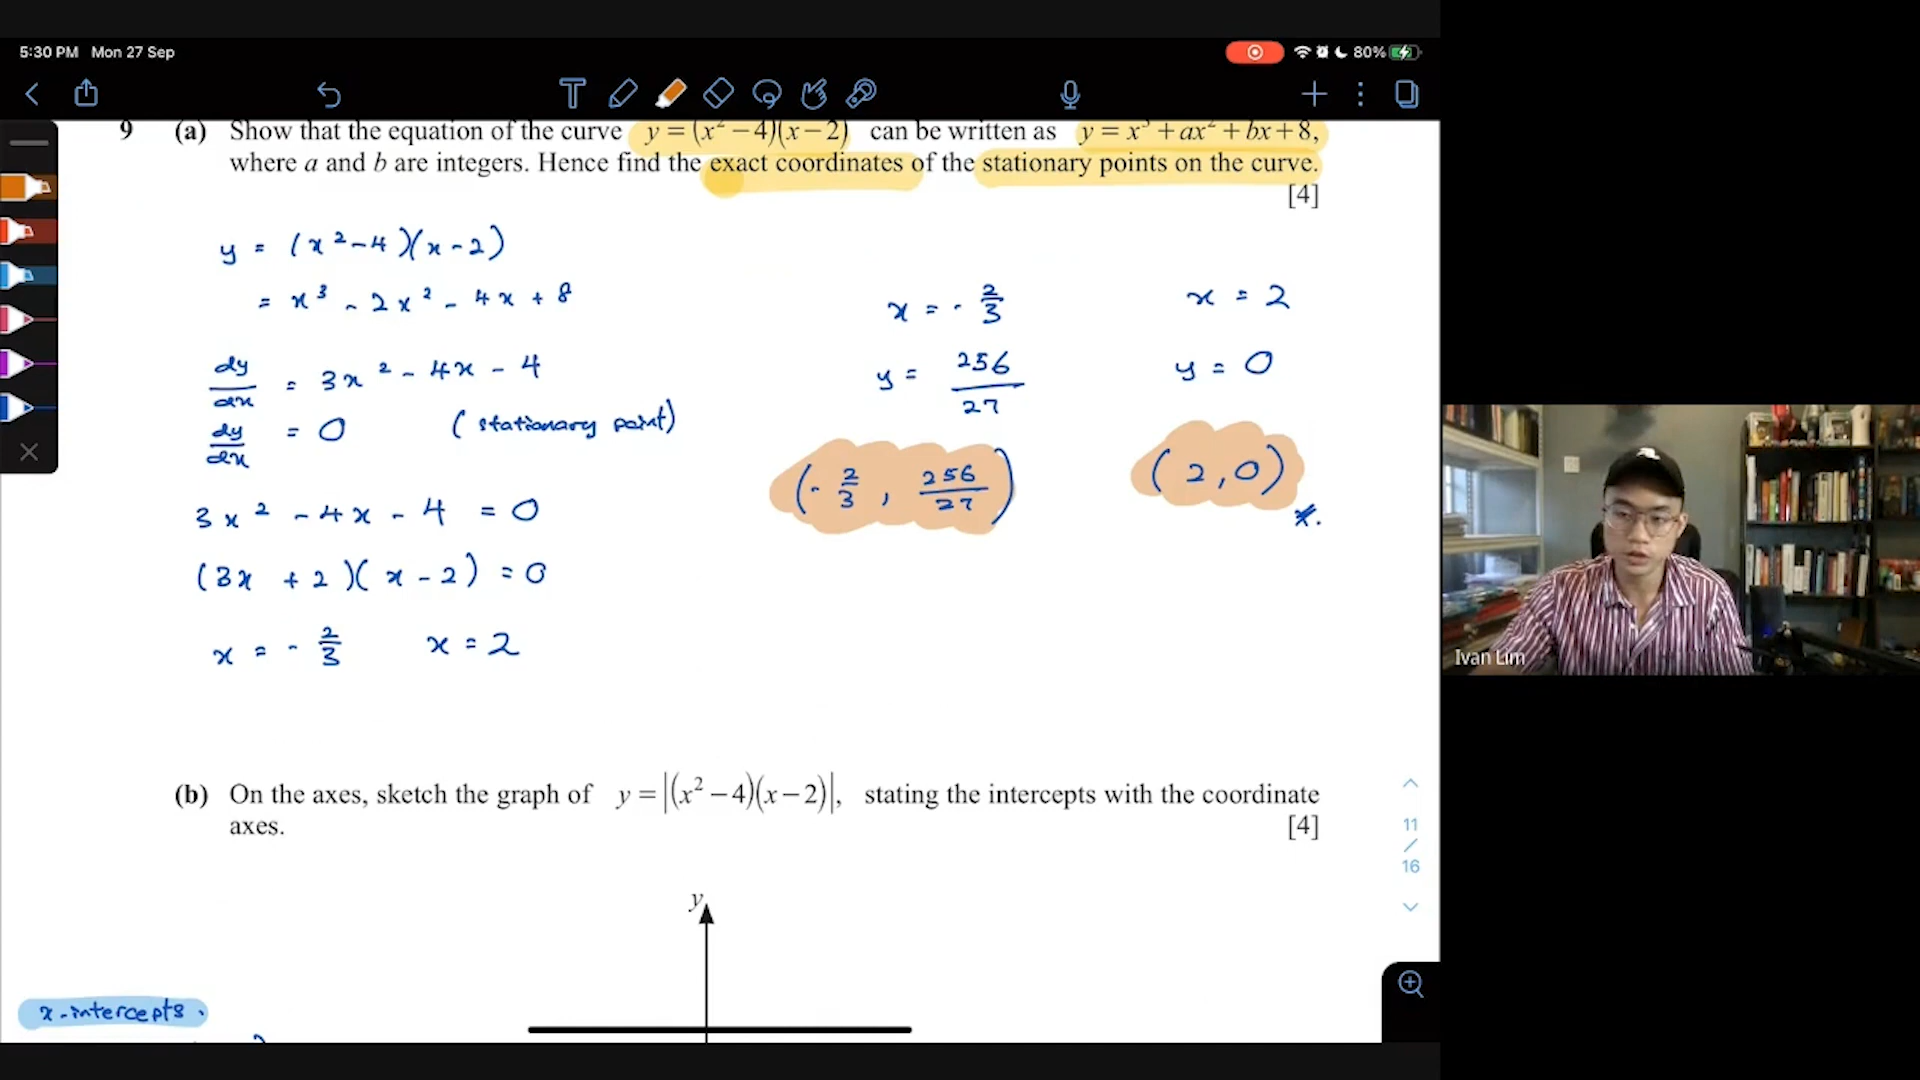 5:30 PM Mon 27 Sep
80%
9 (a) Show that the equation of the curve y = (x² − 4)(x − 2) can be written as y = x³ + ax² + bx + 8,
where a and b are integers. Hence find the exact coordinates of the stationary points on the curve.
[4]
y = (x² − 4)(x − 2)
= x³ − 2x² − 4x + 8
dy/dx = 3x² − 4x − 4
dy/dx = 0 (stationary point)
3x² − 4x − 4 = 0
(3x + 2)(x − 2) = 0
x = − 2/3 x = 2
x = − 2/3
y = 256/27
(− 2/3 , 256/27)
x = 2
y = 0
(2, 0)
(b) On the axes, sketch the graph of y = |(x² − 4)(x − 2)|, stating the intercepts with the coordinate
axes. [4]
y
x-intercepts
11
/
16
Ivan Lim